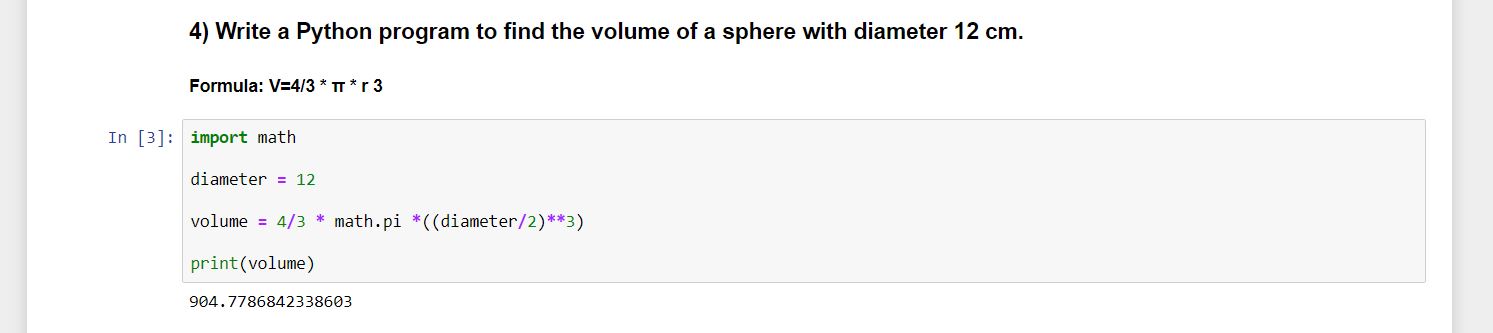 4) Write a Python program to find the volume of a sphere with diameter 12 cm.
Formula: V=4/3 * π * r 3
In [3]: import math
diameter = 12
volume = 4/3 * math.pi *((diameter/2)**3)
print(volume)
904.7786842338603